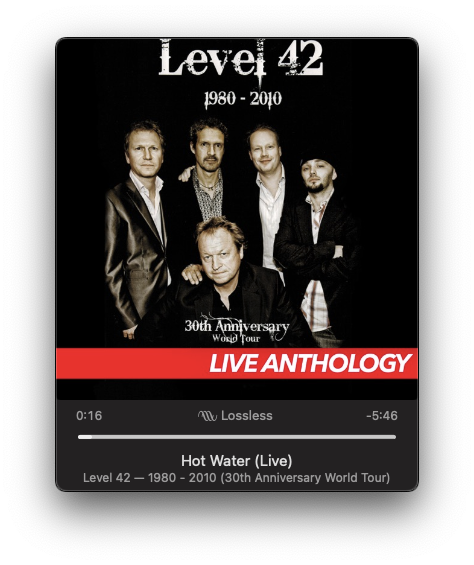 Level 42
1980 - 2010
30th Anniversary
World Tour
LIVE ANTHOLOGY
0:16 Lossless -5:46
Hot Water (Live)
Level 42 — 1980 - 2010 (30th Anniversary World Tour)